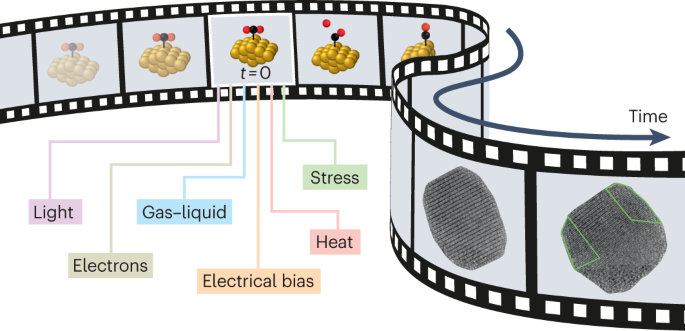 t=0
Time
Stress
Light
Gas–liquid
Heat
Electrons
Electrical bias